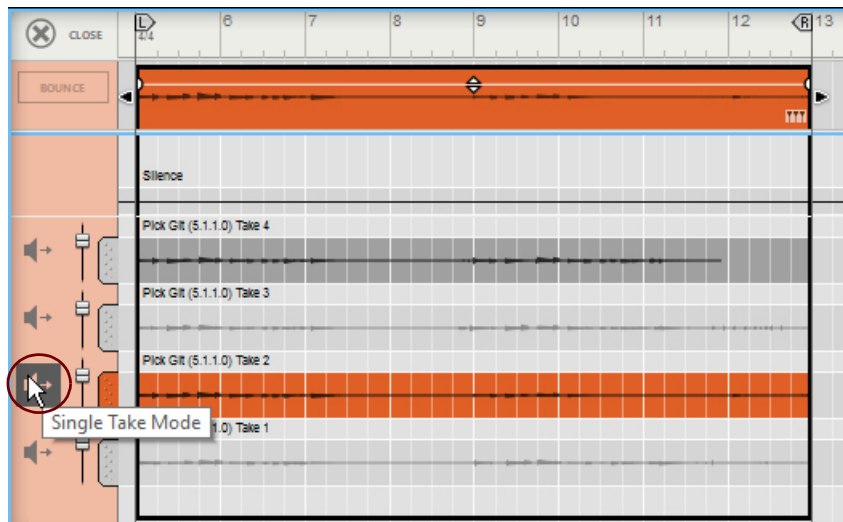 CLOSE
L 6 7 8 9 10 11 12 R 13
4/4
BOUNCE
Silence
Pick Git (5.1.1.0) Take 4
Pick Git (5.1.1.0) Take 3
Pick Git (5.1.1.0) Take 2
Single Take Mode
1.0) Take 1